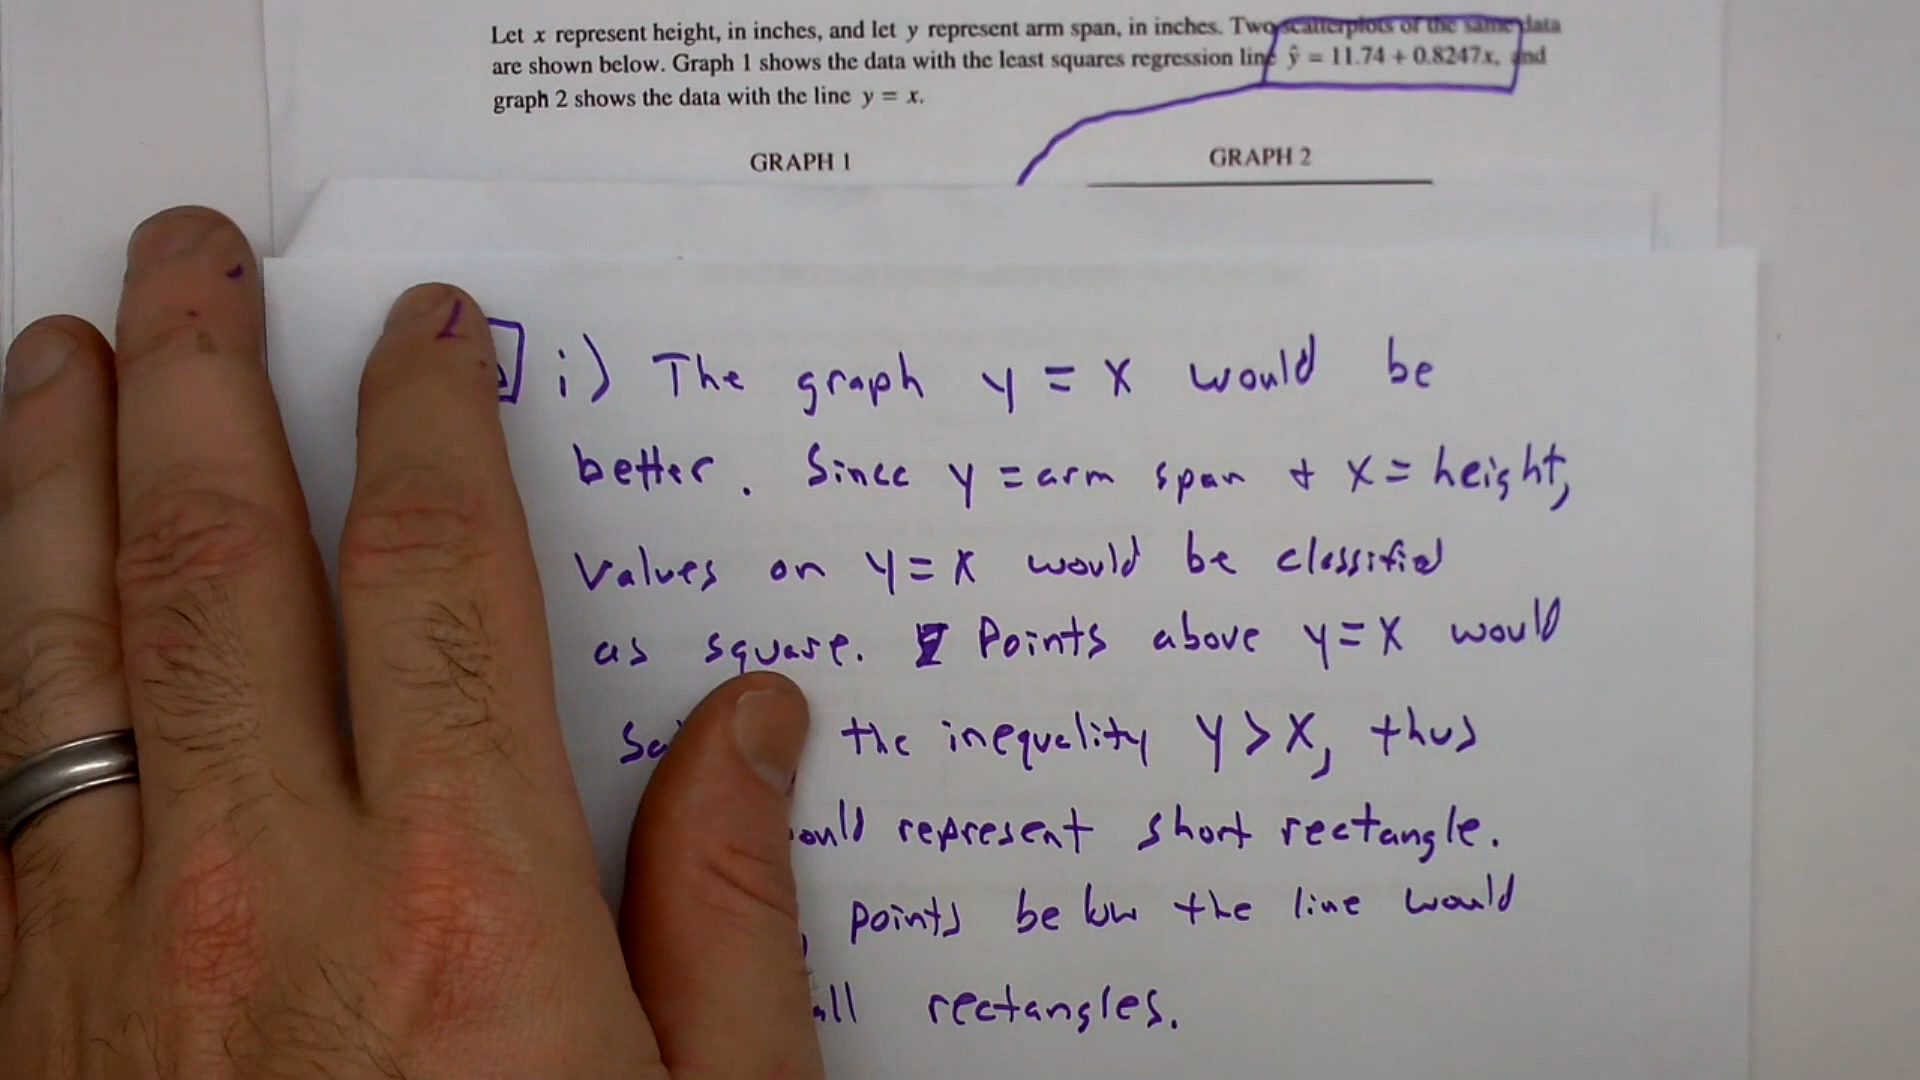 Let x represent height, in inches, and let y represent arm span, in inches. Two scatterplots of the same data
are shown below. Graph 1 shows the data with the least squares regression line ŷ = 11.74 + 0.8247x, and
graph 2 shows the data with the line y = x.
GRAPH 1 GRAPH 2
i) The graph y = x would be
better. Since y = arm span + x = height,
values on y = x would be classified
as square. Points above y = x would
the inequality y > x, thus
represent short rectangle.
points below the line would
rectangles.